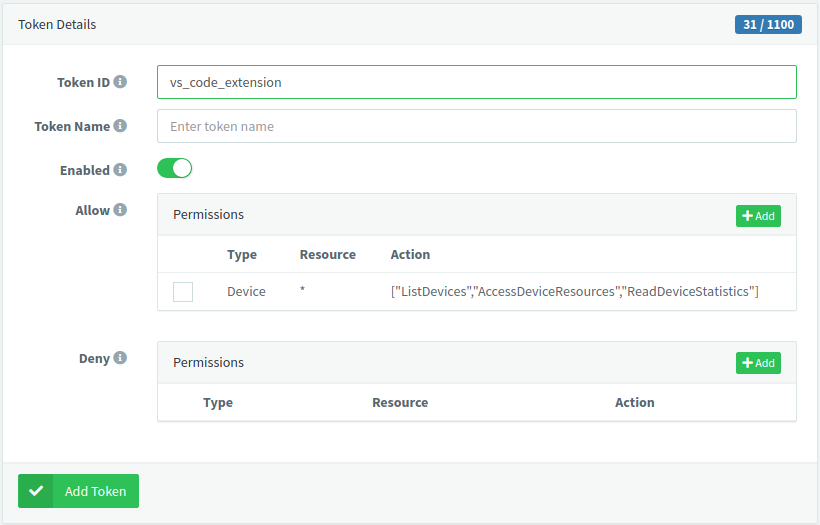 Token Details 31 / 1100
Token ID vs_code_extension
Token Name Enter token name
Enabled
Allow Permissions Add
Type Resource Action
Device * ["ListDevices","AccessDeviceResources","ReadDeviceStatistics"]
Deny Permissions Add
Type Resource Action
Add Token